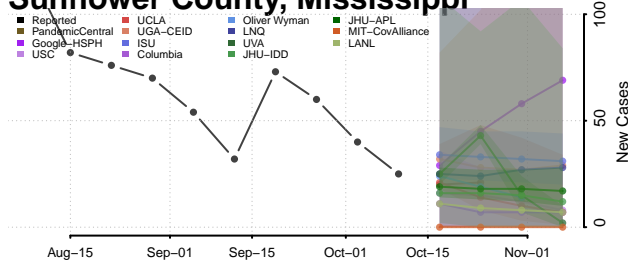 Sunflower County, Mississippi
Reported UCLA Oliver Wyman JHU−APL
PandemicCentral UGA−CEID LNQ MIT−CovAlliance
Google−HSPH ISU UVA LANL
USC Columbia JHU−IDD
100
50
0
New Cases
Aug−15 Sep−01 Sep−15 Oct−01 Oct−15 Nov−01